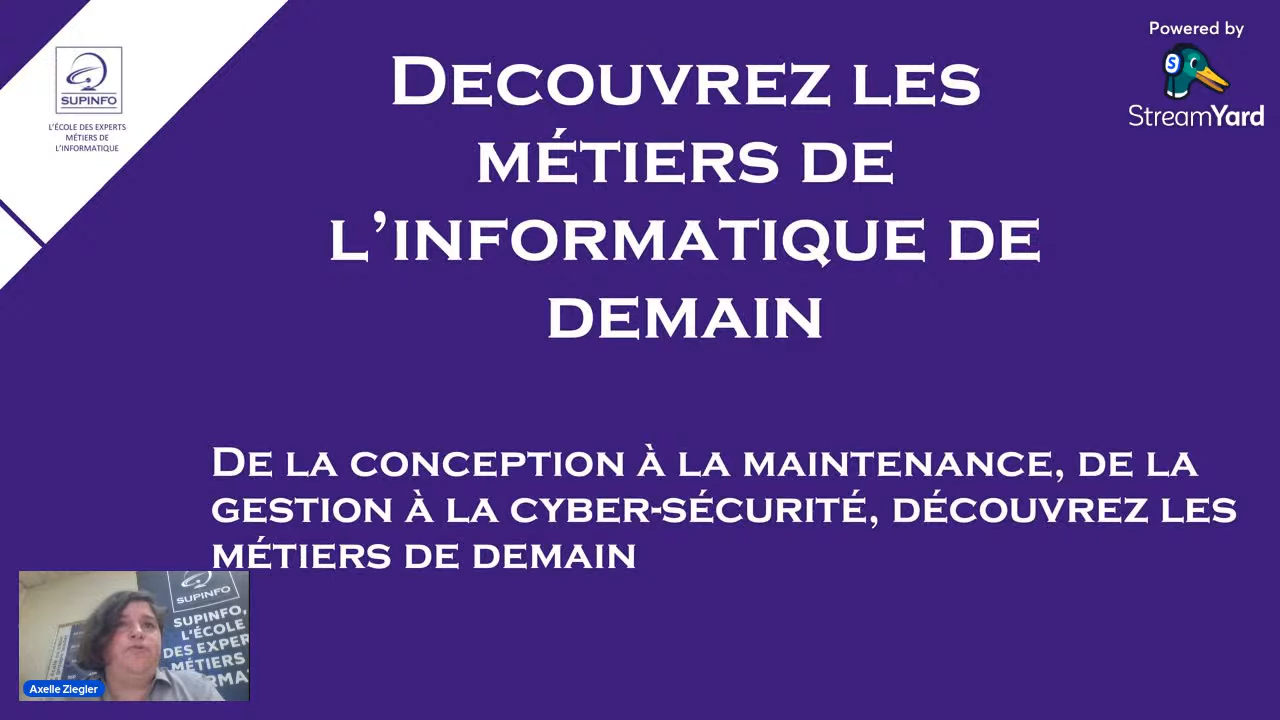 SUPINFO
L'ÉCOLE DES EXPERTS
MÉTIERS DE
L'INFORMATIQUE
Powered by
StreamYard
DECOUVREZ LES
MÉTIERS DE
L'INFORMATIQUE DE
DEMAIN
DE LA CONCEPTION À LA MAINTENANCE, DE LA
GESTION À LA CYBER-SÉCURITÉ, DÉCOUVREZ LES
MÉTIERS DE DEMAIN
SUPINFO
SUPINFO,
L'ÉCOLE
DES EXPER
MÉTIERS
RMA
Axelle Ziegler